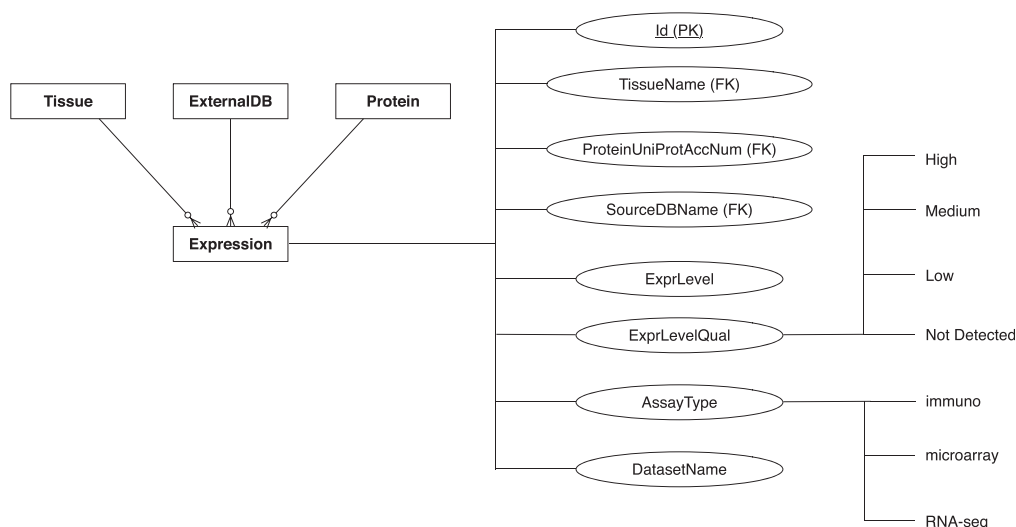 Id (PK)
TissueName (FK)
Tissue
ExternalDB
Protein
ProteinUniProtAccNum (FK)
High
SourceDBName (FK)
Medium
Expression
ExprLevel
Low
ExprLevelQual
Not Detected
AssayType
immuno
microarray
DatasetName
RNA-seq